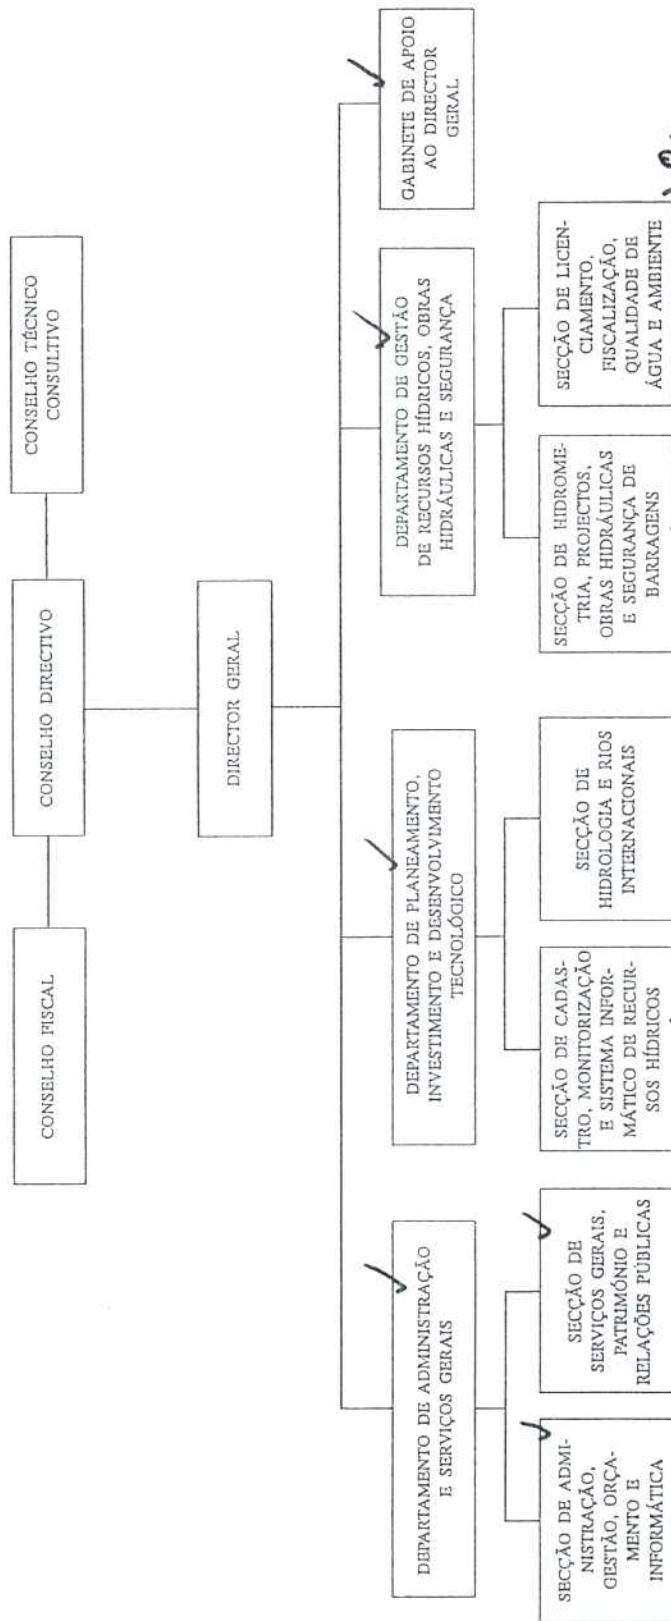 CONSELHO FISCAL
CONSELHO DIRECTIVO
CONSELHO TÉCNICO
CONSULTIVO
DIRECTOR GERAL
DEPARTAMENTO DE ADMINISTRAÇÃO
E SERVIÇOS GERAIS
DEPARTAMENTO DE PLANEAMENTO,
INVESTIMENTO E DESENVOLVIMENTO
TECNOLÓGICO
DEPARTAMENTO DE GESTÃO
DE RECURSOS HÍDRICOS, OBRAS
HIDRÁULICAS E SEGURANÇA
GABINETE DE APOIO
AO DIRECTOR
GERAL
SECÇÃO DE ADMI-
NISTRAÇÃO,
GESTÃO, ORÇA-
MENTO E
INFORMÁTICA
SECÇÃO DE
SERVIÇOS GERAIS,
PATRIMÓNIO E
RELAÇÕES PÚBLICAS
SECÇÃO DE CADAS-
TRO, MONITORIZAÇÃO
E SISTEMA INFOR-
MÁTICO DE RECUR-
SOS HÍDRICOS
SECÇÃO DE
HIDROLOGIA E RIOS
INTERNACIONAIS
SECÇÃO DE HIDROME-
TRIA, PROJECTOS,
OBRAS HIDRÁULICAS
E SEGURANÇA DE
BARRAGENS
SECÇÃO DE LICEN-
CIAMENTO,
FISCALIZAÇÃO,
QUALIDADE DE
ÁGUA E AMBIENTE